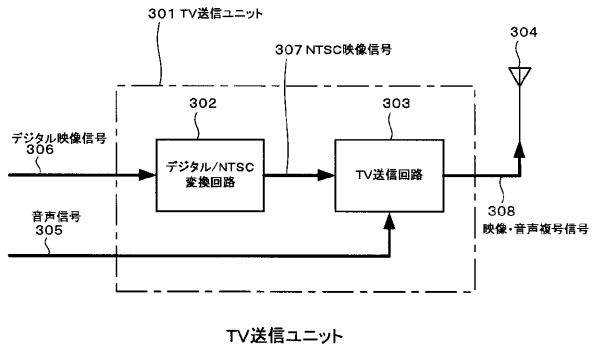 301 TV送信ユニット
307 NTSC映像信号
304
302
303
デジタル映像信号
306
デジタル/NTSC
変換回路
TV送信回路
音声信号
305
308
映像・音声複号信号
TV送信ユニット